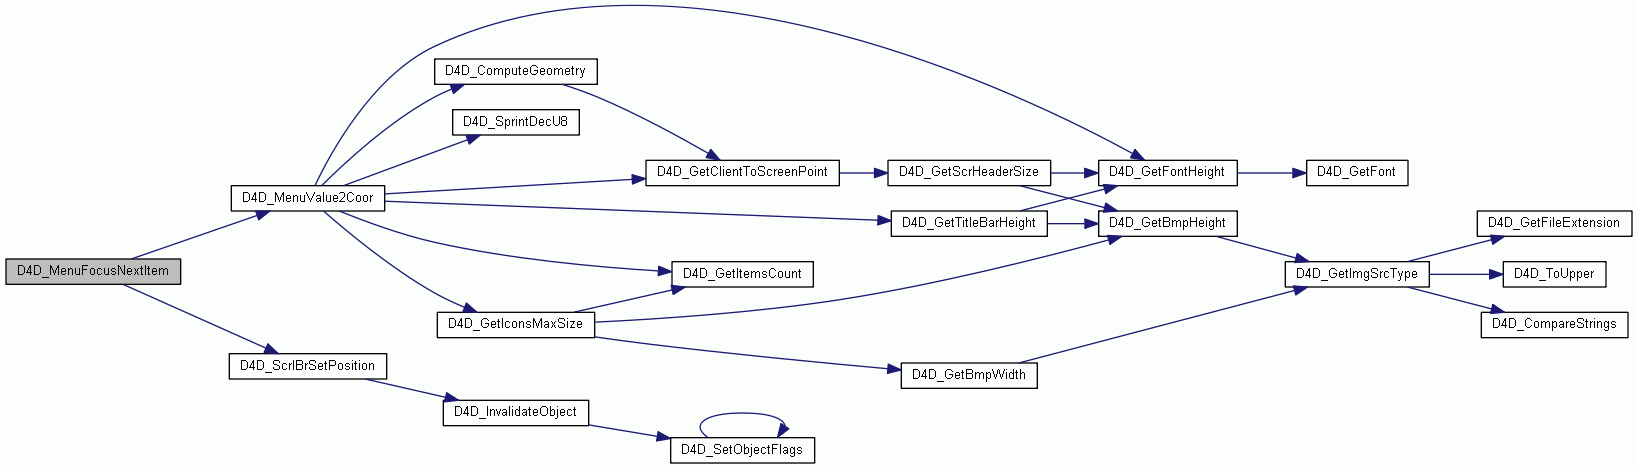 D4D_MenuFocusNextItem
D4D_MenuValue2Coor
D4D_ScrlBrSetPosition
D4D_ComputeGeometry
D4D_SprintDecU8
D4D_GetClientToScreenPoint
D4D_GetScrHeaderSize
D4D_GetFontHeight
D4D_GetFont
D4D_GetTitleBarHeight
D4D_GetBmpHeight
D4D_GetItemsCount
D4D_GetIconsMaxSize
D4D_GetBmpWidth
D4D_GetImgSrcType
D4D_GetFileExtension
D4D_ToUpper
D4D_CompareStrings
D4D_InvalidateObject
D4D_SetObjectFlags